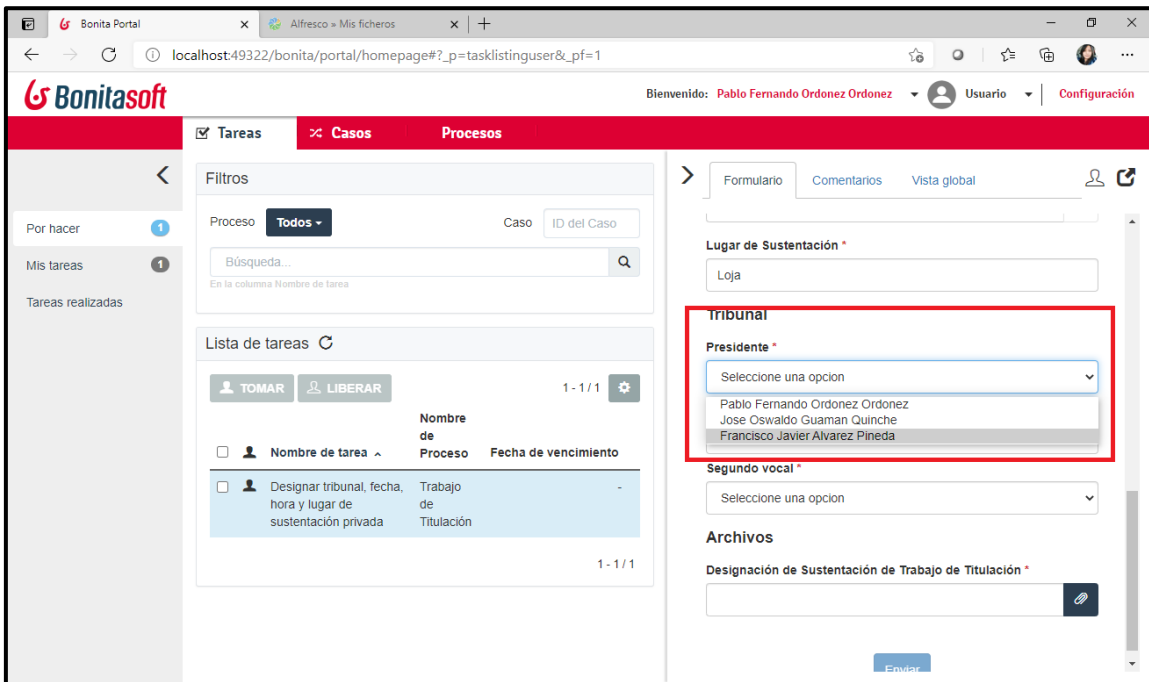 Bonita Portal
Alfresco » Mis ficheros
localhost:49322/bonita/portal/homepage#?_p=tasklistinguser&_pf=1
Bonitasoft
Bienvenido: Pablo Fernando Ordonez Ordonez
Usuario
Configuración
Tareas
Casos
Procesos
Por hacer 1
Mis tareas 1
Tareas realizadas
Filtros
Proceso Todos Caso ID del Caso
Búsqueda...
En la columna Nombre de tarea
Lista de tareas
TOMAR LIBERAR 1 - 1 / 1
Nombre de tarea
Nombre
de
Proceso
Fecha de vencimiento
Designar tribunal, fecha,
hora y lugar de
sustentación privada
Trabajo
de
Titulación
-
1 - 1 / 1
Formulario Comentarios Vista global
Lugar de Sustentación *
Loja
Tribunal
Presidente *
Seleccione una opcion
Pablo Fernando Ordonez Ordonez
Jose Oswaldo Guaman Quinche
Francisco Javier Alvarez Pineda
Segundo vocal *
Seleccione una opcion
Archivos
Designación de Sustentación de Trabajo de Titulación *
Enviar